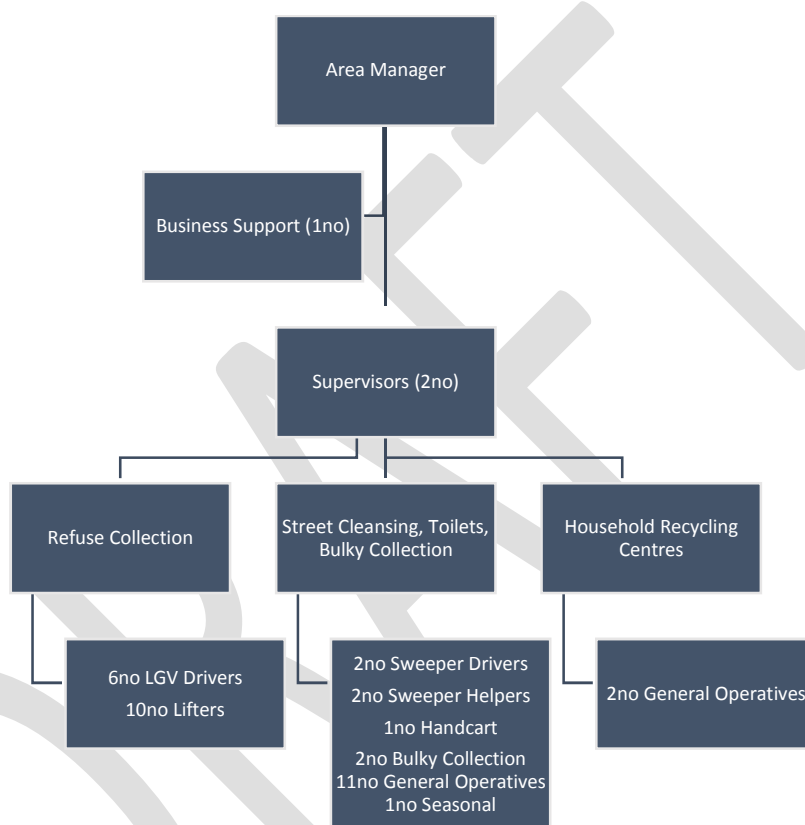 Area Manager
Business Support (1no)
Supervisors (2no)
Refuse Collection
Street Cleansing, Toilets,
Bulky Collection
Household Recycling
Centres
6no LGV Drivers
10no Lifters
2no Sweeper Drivers
2no Sweeper Helpers
1no Handcart
2no Bulky Collection
11no General Operatives
1no Seasonal
2no General Operatives
DRAFT